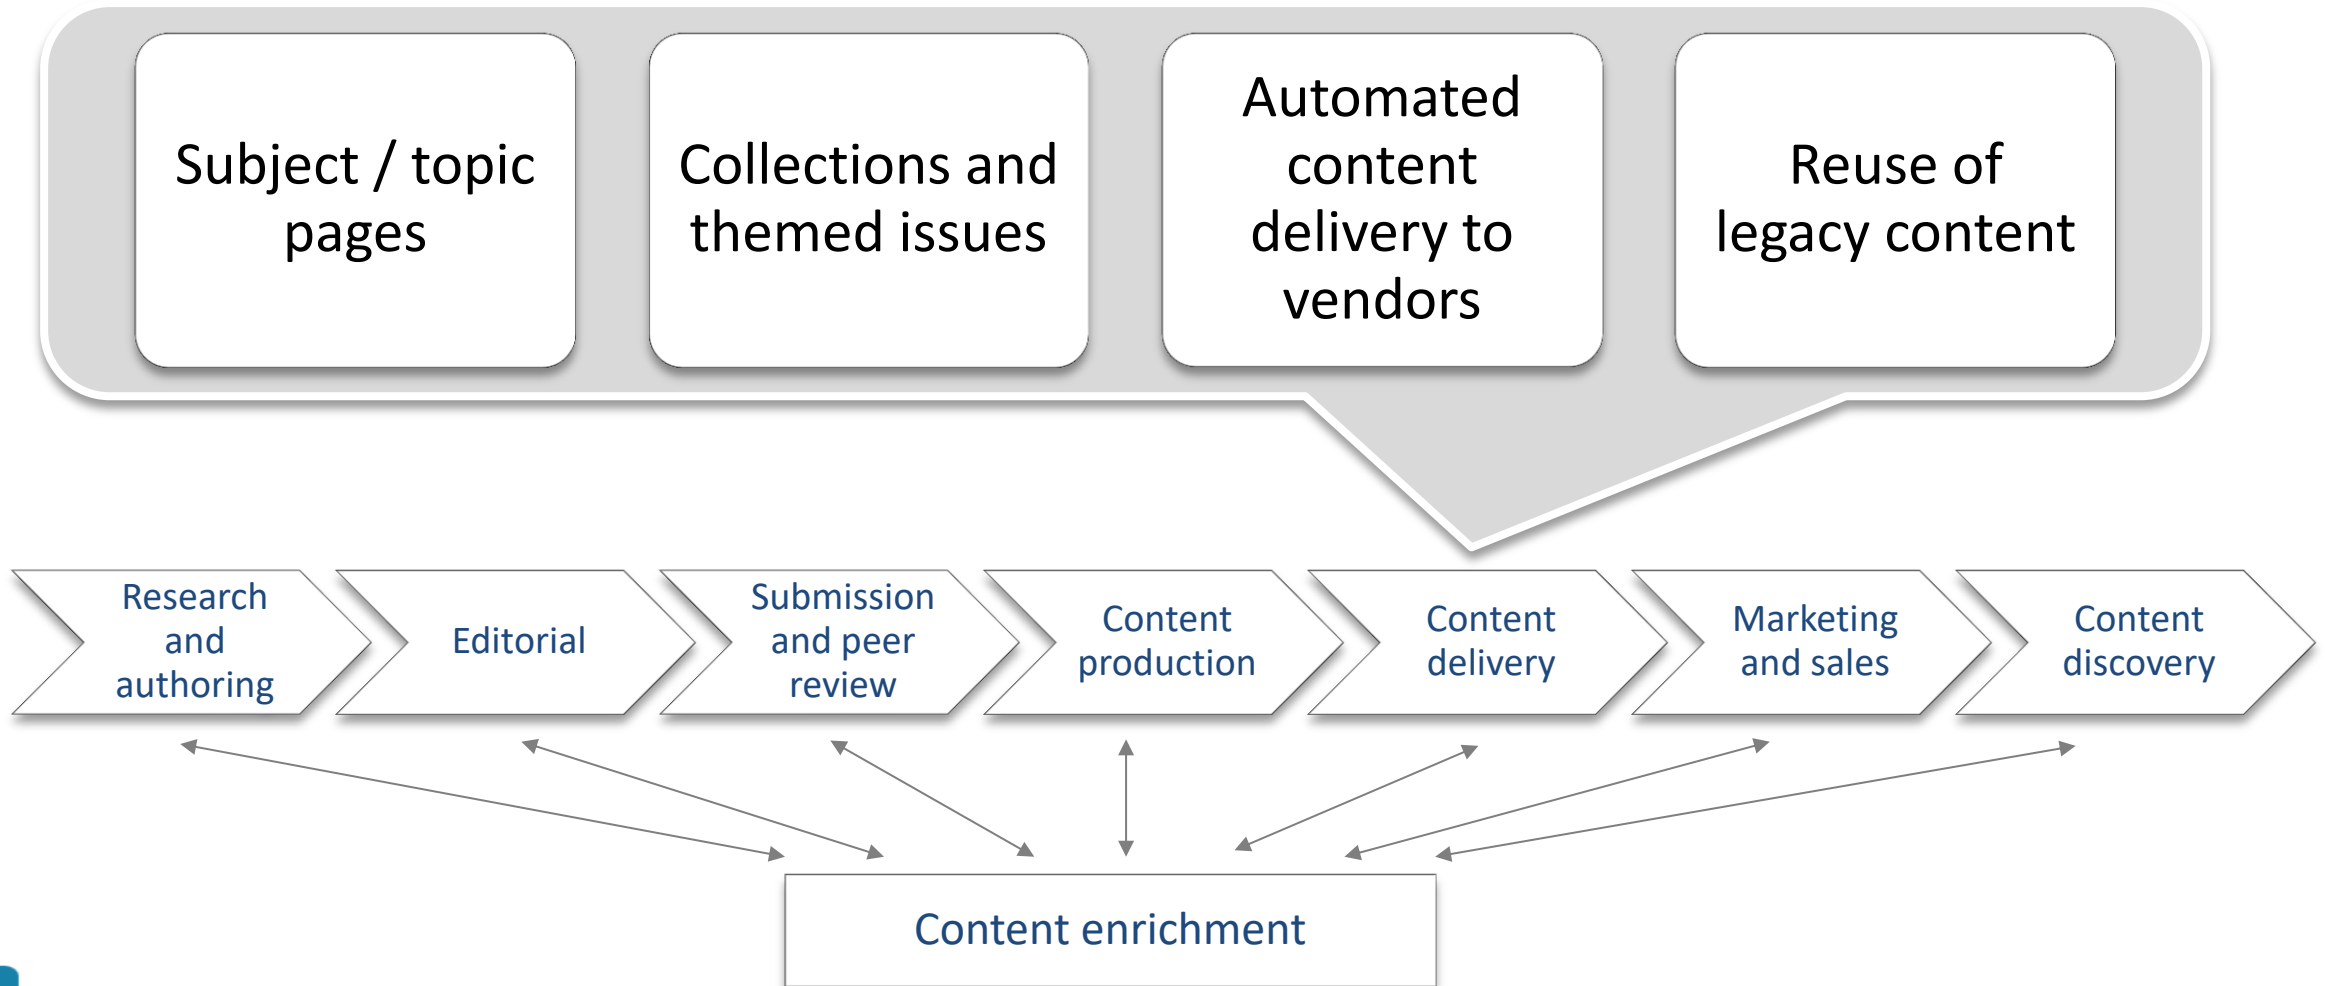 Subject / topic
pages
Collections and
themed issues
Automated
content
delivery to
vendors
Reuse of
legacy content
Research
and
authoring
Editorial
Submission
and peer
review
Content
production
Content
delivery
Marketing
and sales
Content
discovery
Content enrichment